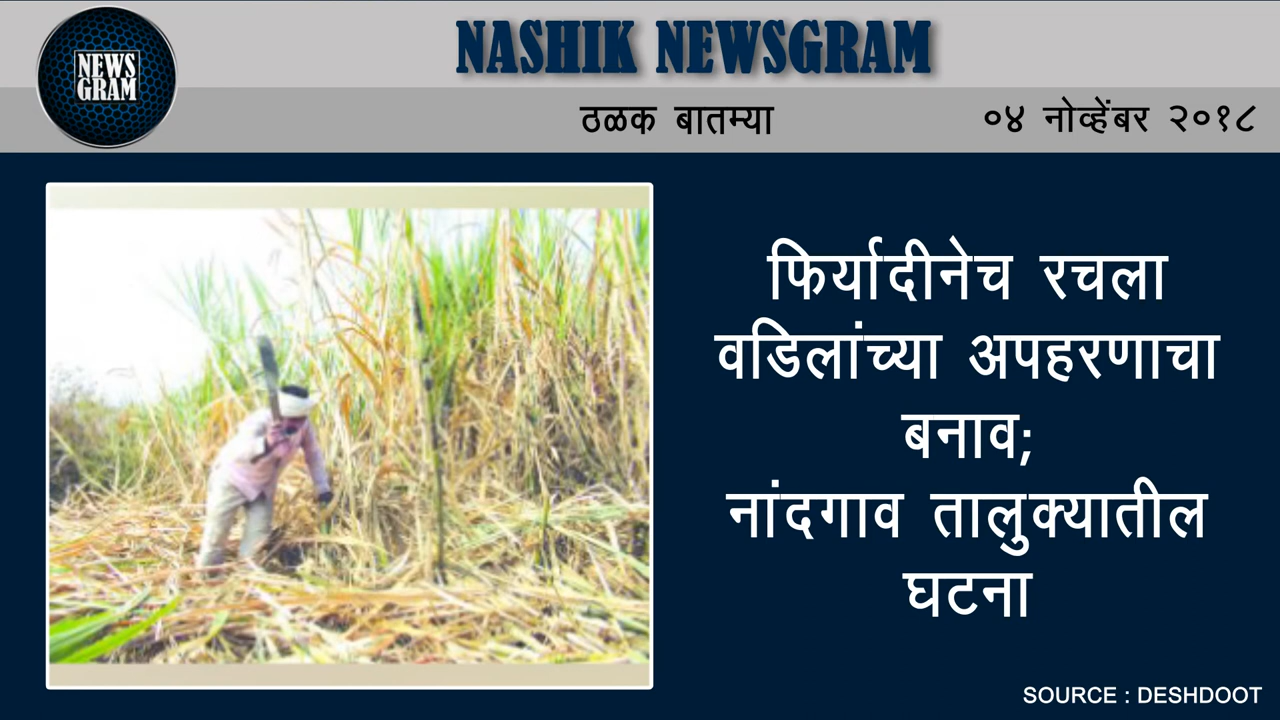 NEWS
GRAM
NASHIK NEWSGRAM
ठळक बातम्या
०४ नोव्हेंबर २०१८
फिर्यादीनेच रचला
वडिलांच्या अपहरणाचा
बनाव;
नांदगाव तालुक्यातील
घटना
SOURCE : DESHDOOT